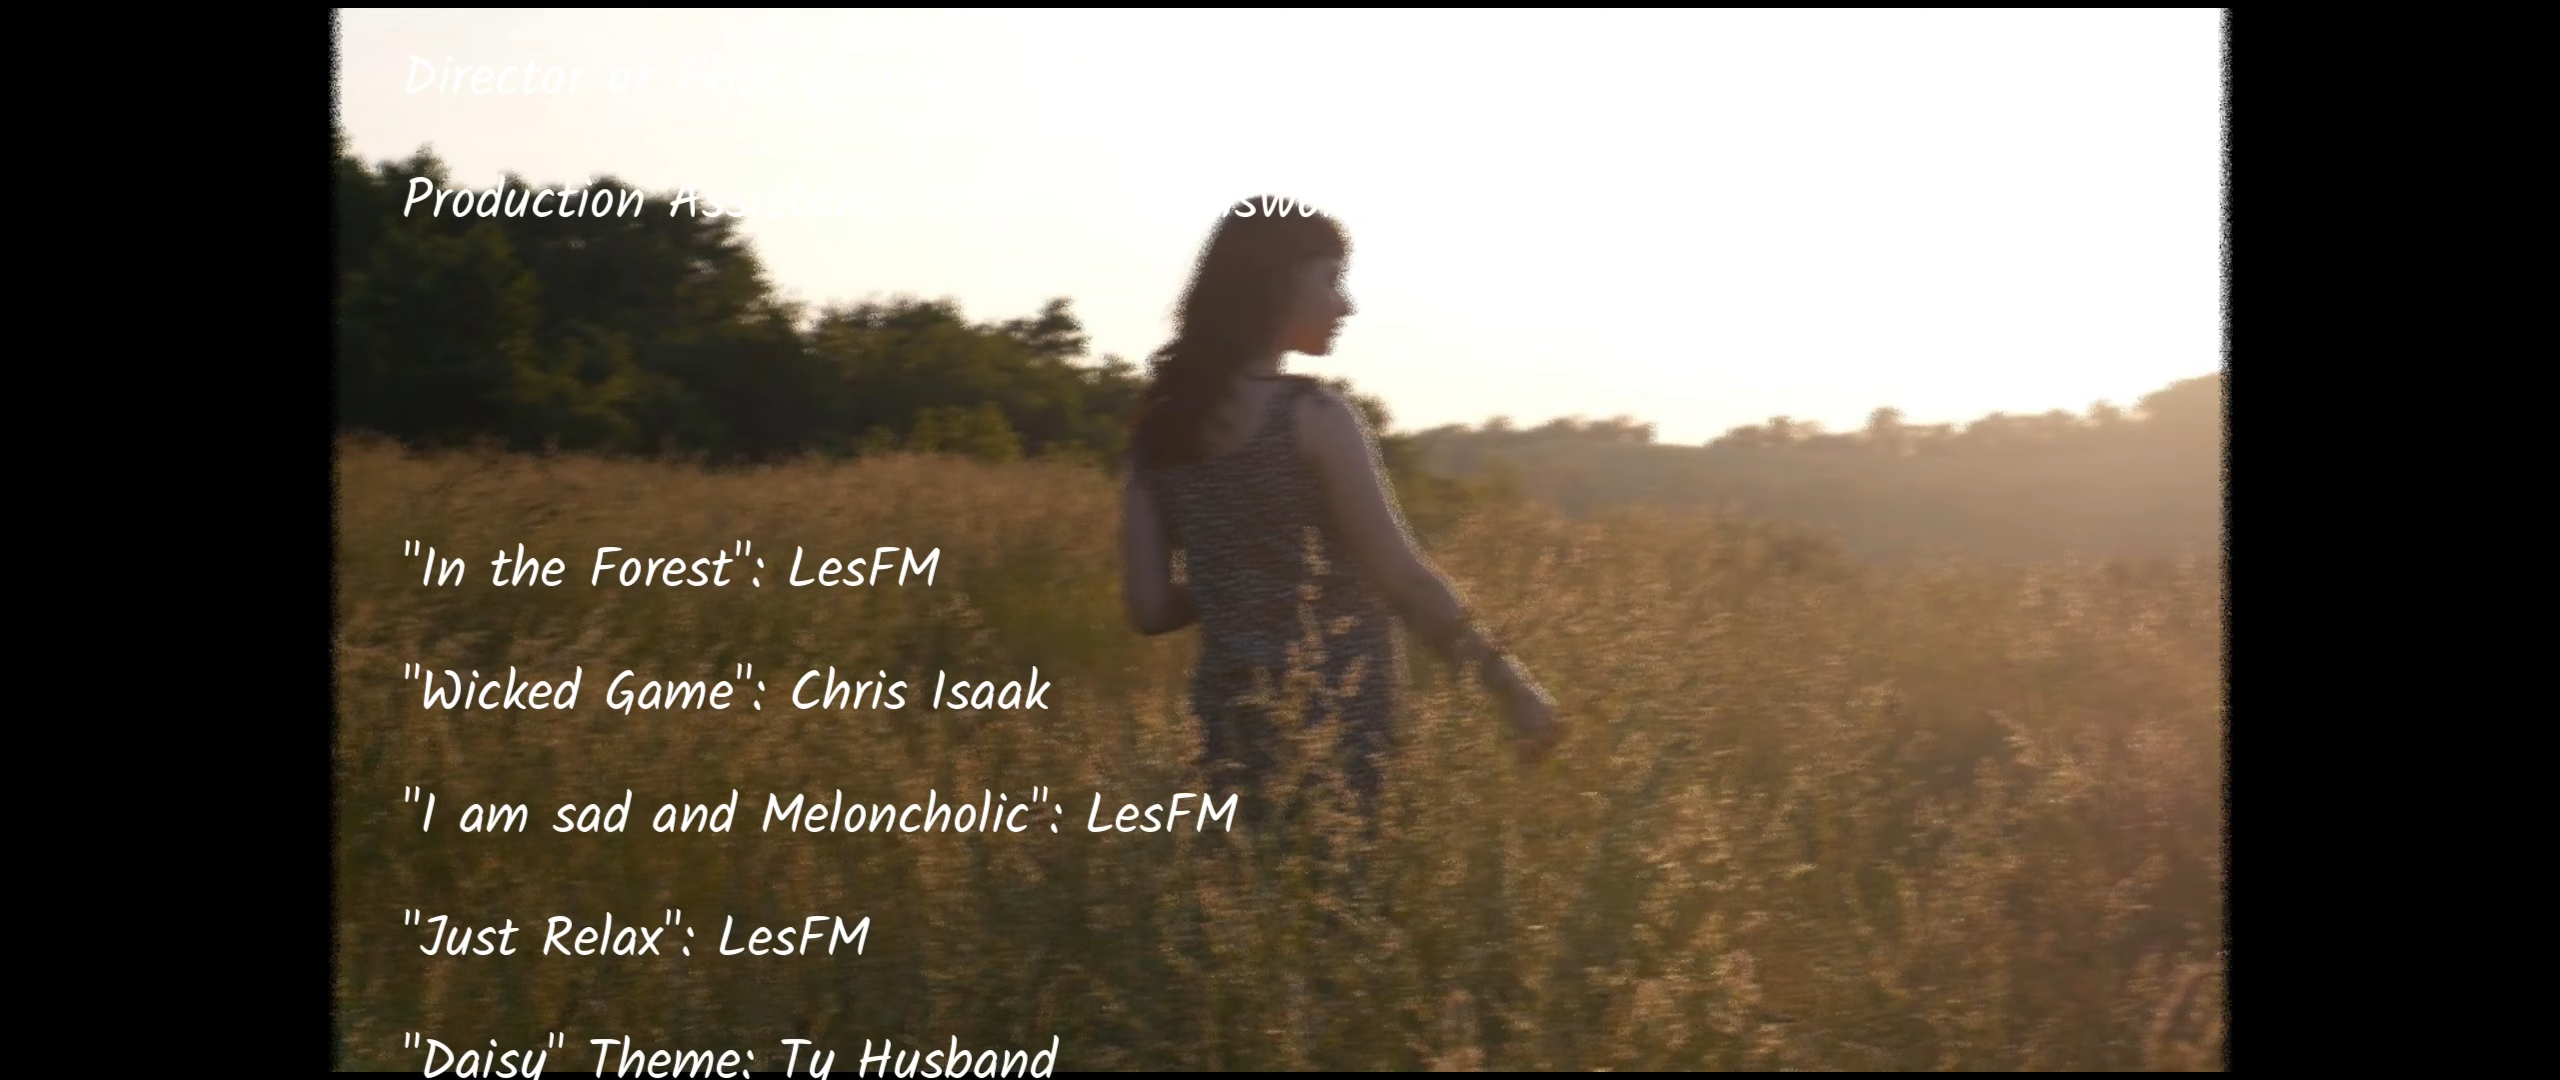 Director of
Production
"In the Forest": LesFM
"Wicked Game": Chris Isaak
"I am sad and Meloncholic": LesFM
"Just Relax": LesFM
"Daisy" Theme: Ty Husband